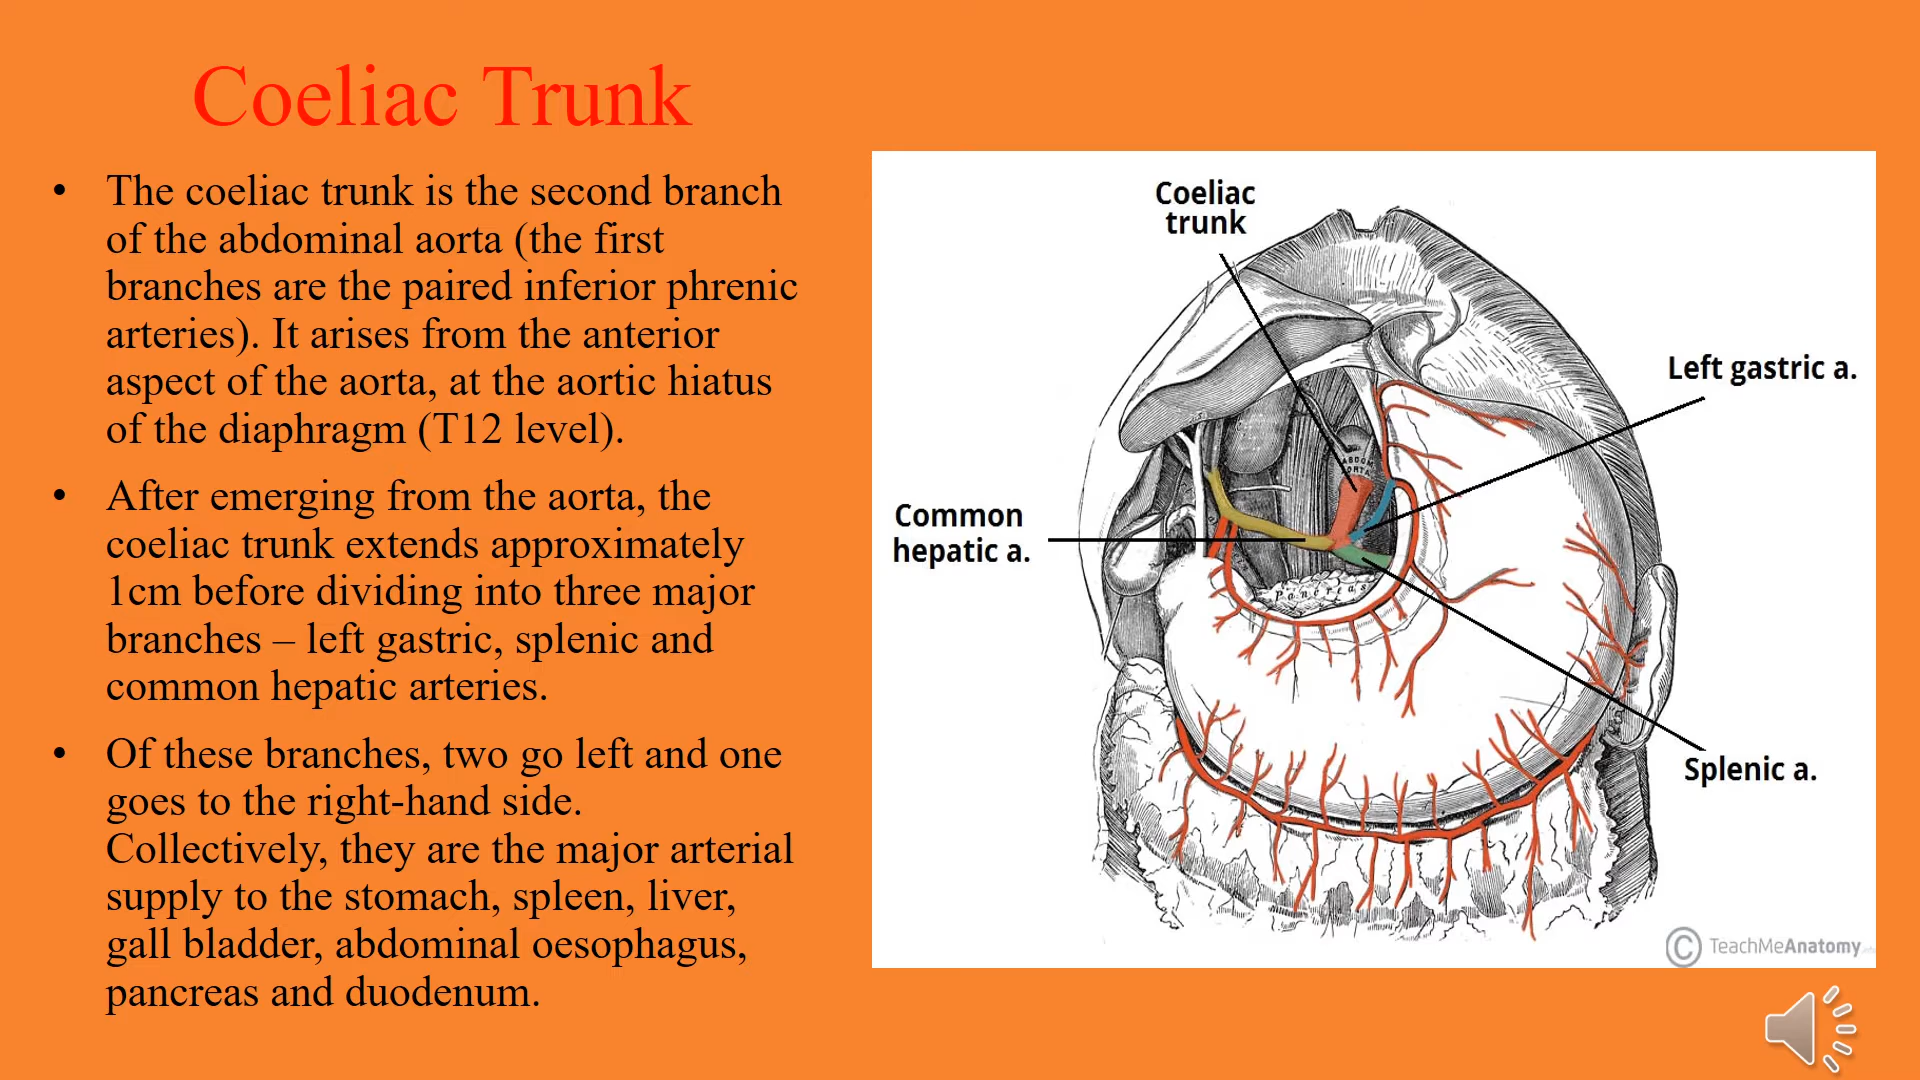 Coeliac Trunk
• The coeliac trunk is the second branch
of the abdominal aorta (the first
branches are the paired inferior phrenic
arteries). It arises from the anterior
aspect of the aorta, at the aortic hiatus
of the diaphragm (T12 level).
• After emerging from the aorta, the
coeliac trunk extends approximately
1cm before dividing into three major
branches – left gastric, splenic and
common hepatic arteries.
• Of these branches, two go left and one
goes to the right-hand side.
Collectively, they are the major arterial
supply to the stomach, spleen, liver,
gall bladder, abdominal oesophagus,
pancreas and duodenum.
Coeliac
trunk
Left gastric a.
Common
hepatic a.
Pancreas
Splenic a.
© TeachMeAnatomy